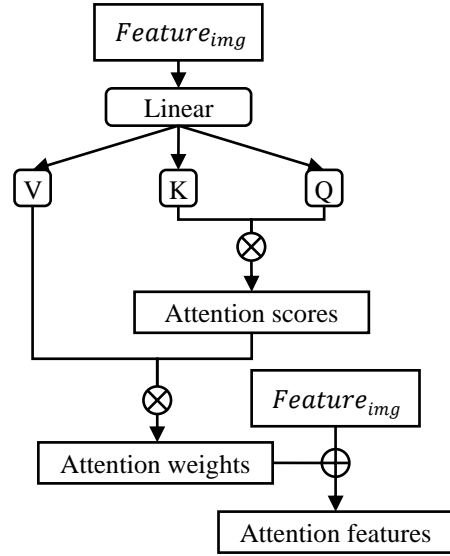 Feature_img
Linear
V K Q
Attention scores
Feature_img
Attention weights
Attention features